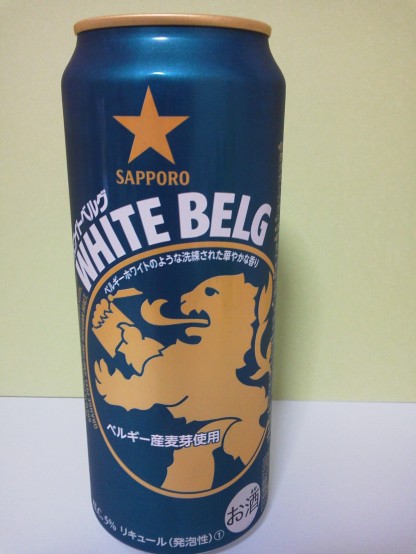 SAPPORO
イトベルグ
WHITE BELG
ベルギーホワイトのような洗練された華やかな香り
ベルギー産麦芽使用
お酒
ALC.5% リキュール(発泡性)①